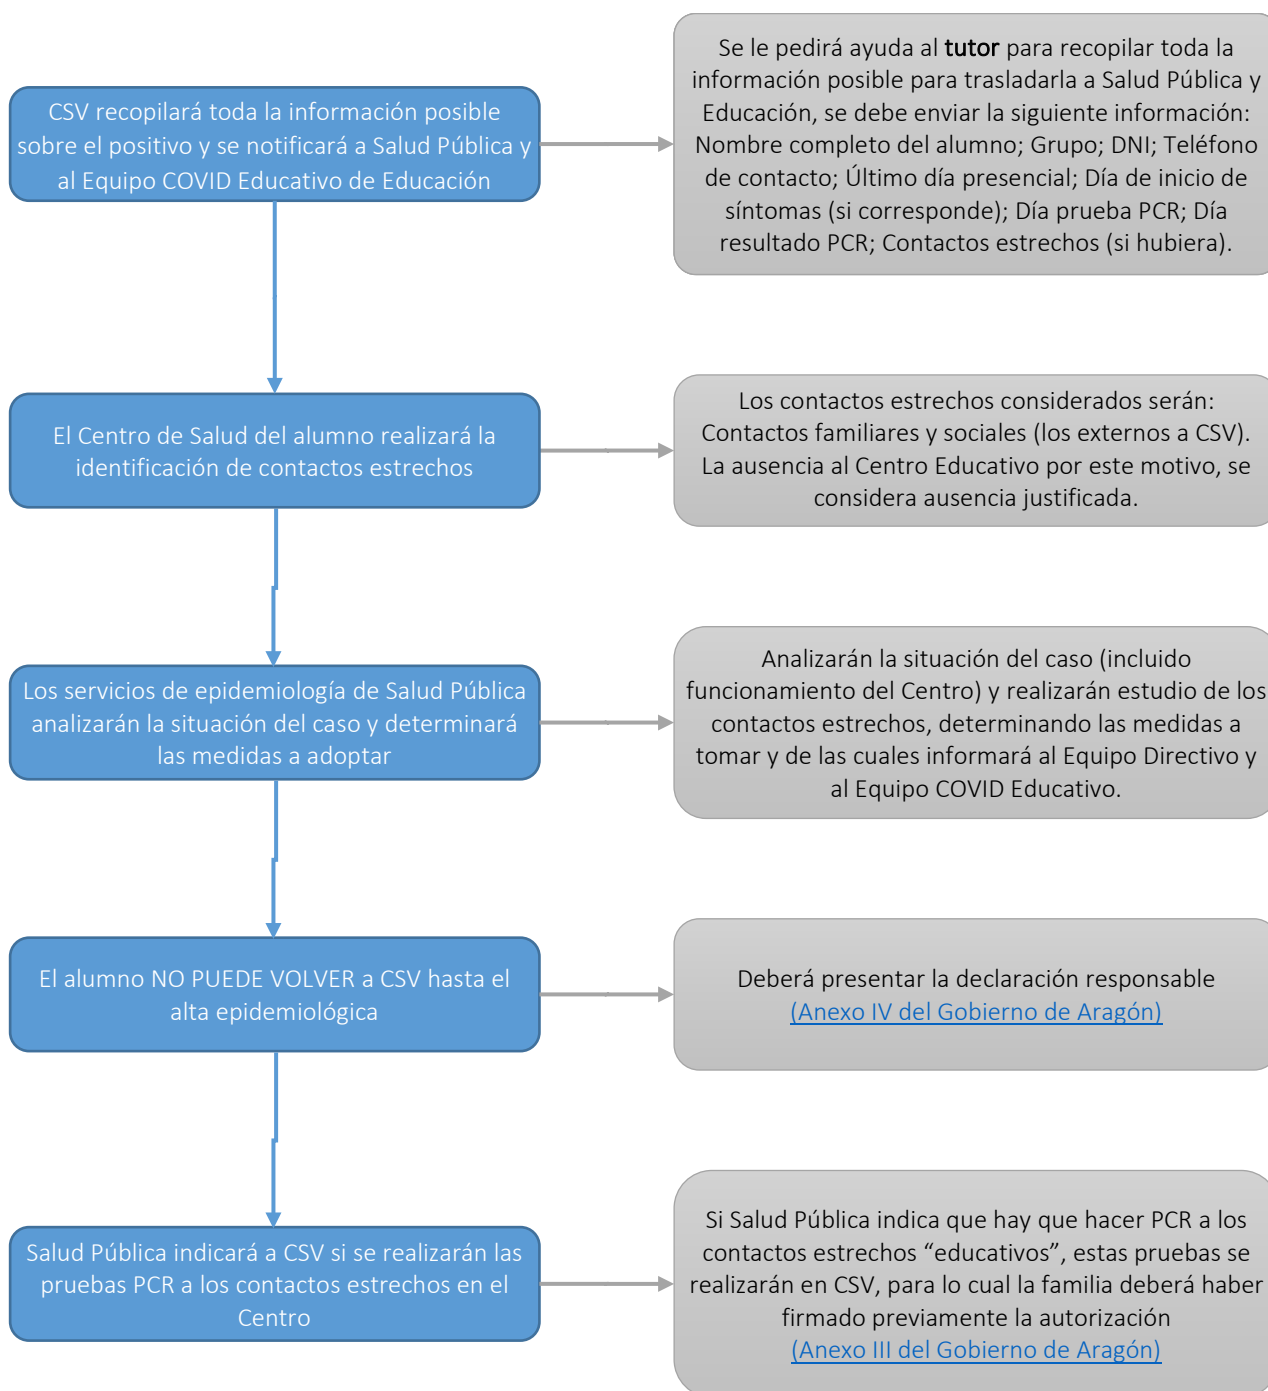 CSV recopilará toda la información posible
sobre el positivo y se notificará a Salud Pública y
al Equipo COVID Educativo de Educación
Se le pedirá ayuda al tutor para recopilar toda la
información posible para trasladarla a Salud Pública y
Educación, se debe enviar la siguiente información:
Nombre completo del alumno; Grupo; DNI; Teléfono
de contacto; Último día presencial; Día de inicio de
síntomas (si corresponde); Día prueba PCR; Día
resultado PCR; Contactos estrechos (si hubiera).
El Centro de Salud del alumno realizará la
identificación de contactos estrechos
Los contactos estrechos considerados serán:
Contactos familiares y sociales (los externos a CSV).
La ausencia al Centro Educativo por este motivo, se
considera ausencia justificada.
Los servicios de epidemiología de Salud Pública
analizarán la situación del caso y determinará
las medidas a adoptar
Analizarán la situación del caso (incluido
funcionamiento del Centro) y realizarán estudio de los
contactos estrechos, determinando las medidas a
tomar y de las cuales informará al Equipo Directivo y
al Equipo COVID Educativo.
El alumno NO PUEDE VOLVER a CSV hasta el
alta epidemiológica
Deberá presentar la declaración responsable
(Anexo IV del Gobierno de Aragón)
Salud Pública indicará a CSV si se realizarán las
pruebas PCR a los contactos estrechos en el
Centro
Si Salud Pública indica que hay que hacer PCR a los
contactos estrechos “educativos”, estas pruebas se
realizarán en CSV, para lo cual la familia deberá haber
firmado previamente la autorización
(Anexo III del Gobierno de Aragón)